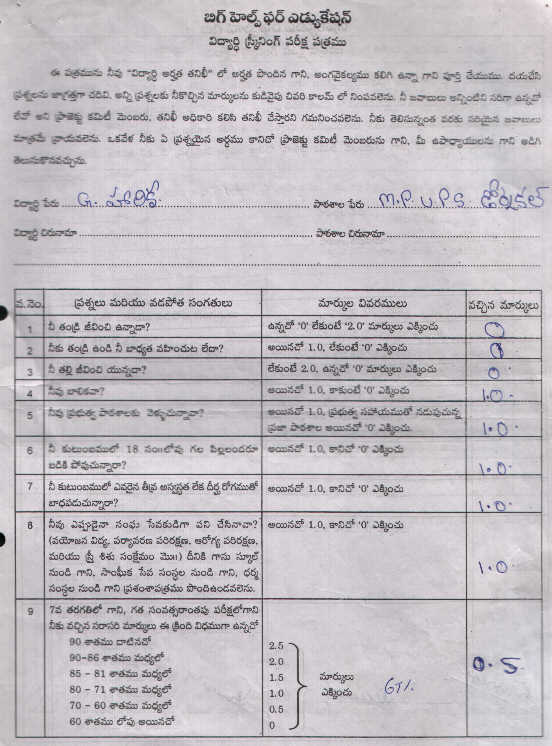 బిగ్ హెల్ప్ ఫర్ ఎడ్యుకేషన్
విద్యార్థి స్క్రీనింగ్ పరీక్ష పత్రము
ఈ పత్రమును నీవు "విద్యార్థి అర్హత తనిఖీ" లో అర్హత పొందిన గాని, అంగవైకల్యము కలిగి ఉన్నా గాని పూర్తి చేయుము. దయచేసి
ప్రశ్నలను జాగ్రత్తగా చదివి, అన్ని ప్రశ్నలకు నీకొచ్చిన మార్కులను కుడివైపు చివరి కాలమ్ లో నింపవలెను. నీ జవాబులు అన్నింటిని సరిగా ఉన్నదో
లేదో అని ప్రాజెక్టు కమిటీ మెంబరు, తనిఖీ అధికారి కలిసి తనిఖీ చేస్తారని గమనించవలెను. నీకు తెలిసున్నంత వరకు సరియైన జవాబులు
మాత్రమే వ్రాయవలెను. ఒకవేళ నీకు ఏ ప్రశ్నయైన అర్థము కానిచో ప్రాజెక్టు కమిటీ మెంబరును గాని, మీ ఉపాధ్యాయులను గాని అడిగి
తెలుసుకొనవచ్చును.
విద్యార్థి పేరు G. హారిక పాఠశాల పేరు M.P.U.P.S
విద్యార్థి చిరునామా పాఠశాల చిరునామా
వ.నెం. ప్రశ్నలు మరియు వడపోత సంగతులు మార్కుల వివరములు వచ్చిన మార్కులు
1 నీ తండ్రి జీవించి ఉన్నాడా? ఉన్నచో '0' లేకుంటే '2.0' మార్కులు ఎక్కించు 0
2 నీకు తండ్రి ఉండి నీ బాధ్యత వహించుట లేదా? అయినచో 1.0, లేకుంటే '0' ఎక్కించు
3 నీ తల్లి జీవించి యున్నదా? లేకుంటే 2.0, ఉన్నచో '0' మార్కులు ఎక్కించు 0
4 నీవు బాలికవా? అయినచో 1.0, కాకుంటే '0' ఎక్కించు 1.0
5 నీవు ప్రభుత్వ పాఠశాలకు వెళ్ళుచున్నావా? అయినచో 1.0, ప్రభుత్వ సహాయముతో నడుపుచున్న
ప్రజా పాఠశాల అయినచో '0' ఎక్కించు. 1.0
6 నీ కుటుంబములో 18 సం॥లోపు గల పిల్లలందరూ
బడికి పోవుచున్నారా? అయినచో 1.0, కానిచో '0' ఎక్కించు 1.0
7 నీ కుటుంబములో ఎవరైన తీవ్ర అస్వస్థత లేక దీర్ఘ రోగముతో
బాధపడుచున్నారా? అయినచో 1.0, కానిచో '0' ఎక్కించు 1.0
8 నీవు ఎప్పుడైనా సంఘ సేవకుడిగా పని చేసినావా? అయినచో 1.0, కానిచో '0' ఎక్కించు
(వయోజన విద్య, పర్యావరణ పరిరక్షణ, ఆరోగ్య పరిరక్షణ,
మరియు స్త్రీ శిశు సంక్షేమం మొ॥) దీనికి గాను స్కూల్
నుండి గాని, సాంఘీక సేవ సంస్థల నుండి గాని, ధర్మ 1.0
సంస్థల నుండి గాని ప్రశంశాపత్రము పొందిఉండవలెను.
9 7వ తరగతిలో గాని, గత సంవత్సరాంతపు పరీక్షలోగాని
నీకు వచ్చిన సరాసరి మార్కులు ఈ క్రింది విధముగా ఉన్నచో
90 శాతము దాటినచో 2.5
90-86 శాతము మధ్యలో 2.0
85 - 81 శాతము మధ్యలో 1.5 మార్కులు
80 - 71 శాతము మధ్యలో 1.0 ఎక్కించు 67%
70 - 60 శాతము మధ్యలో 0.5
60 శాతము లోపు అయినచో 0
0.5